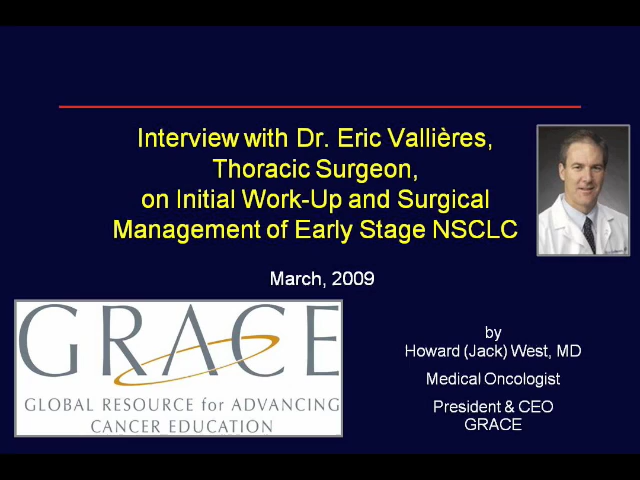 Interview with Dr. Eric Vallières,
Thoracic Surgeon,
on Initial Work-Up and Surgical
Management of Early Stage NSCLC
March, 2009
GRACE
GLOBAL RESOURCE for ADVANCING
CANCER EDUCATION
by
Howard (Jack) West, MD
Medical Oncologist
President & CEO
GRACE